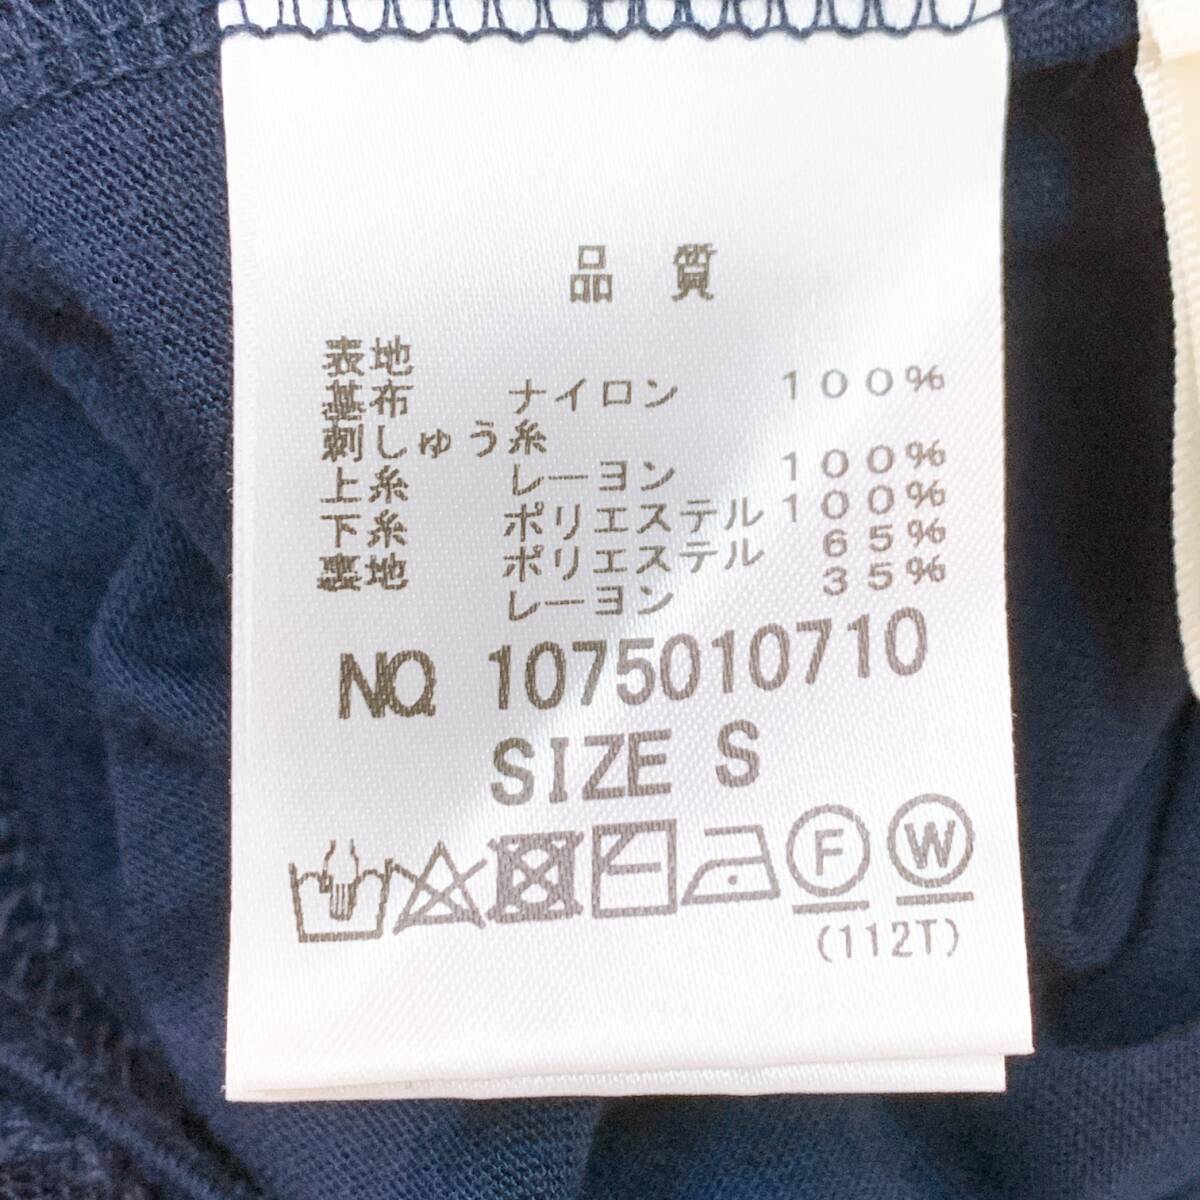 品質
表地
基布 ナイロン 100%
刺しゅう糸
上糸 レーヨン 100%
下糸 ポリエステル 100%
裏地 ポリエステル 65%
レーヨン 35%
NO. 1075010710
SIZE S
F W
(112T)